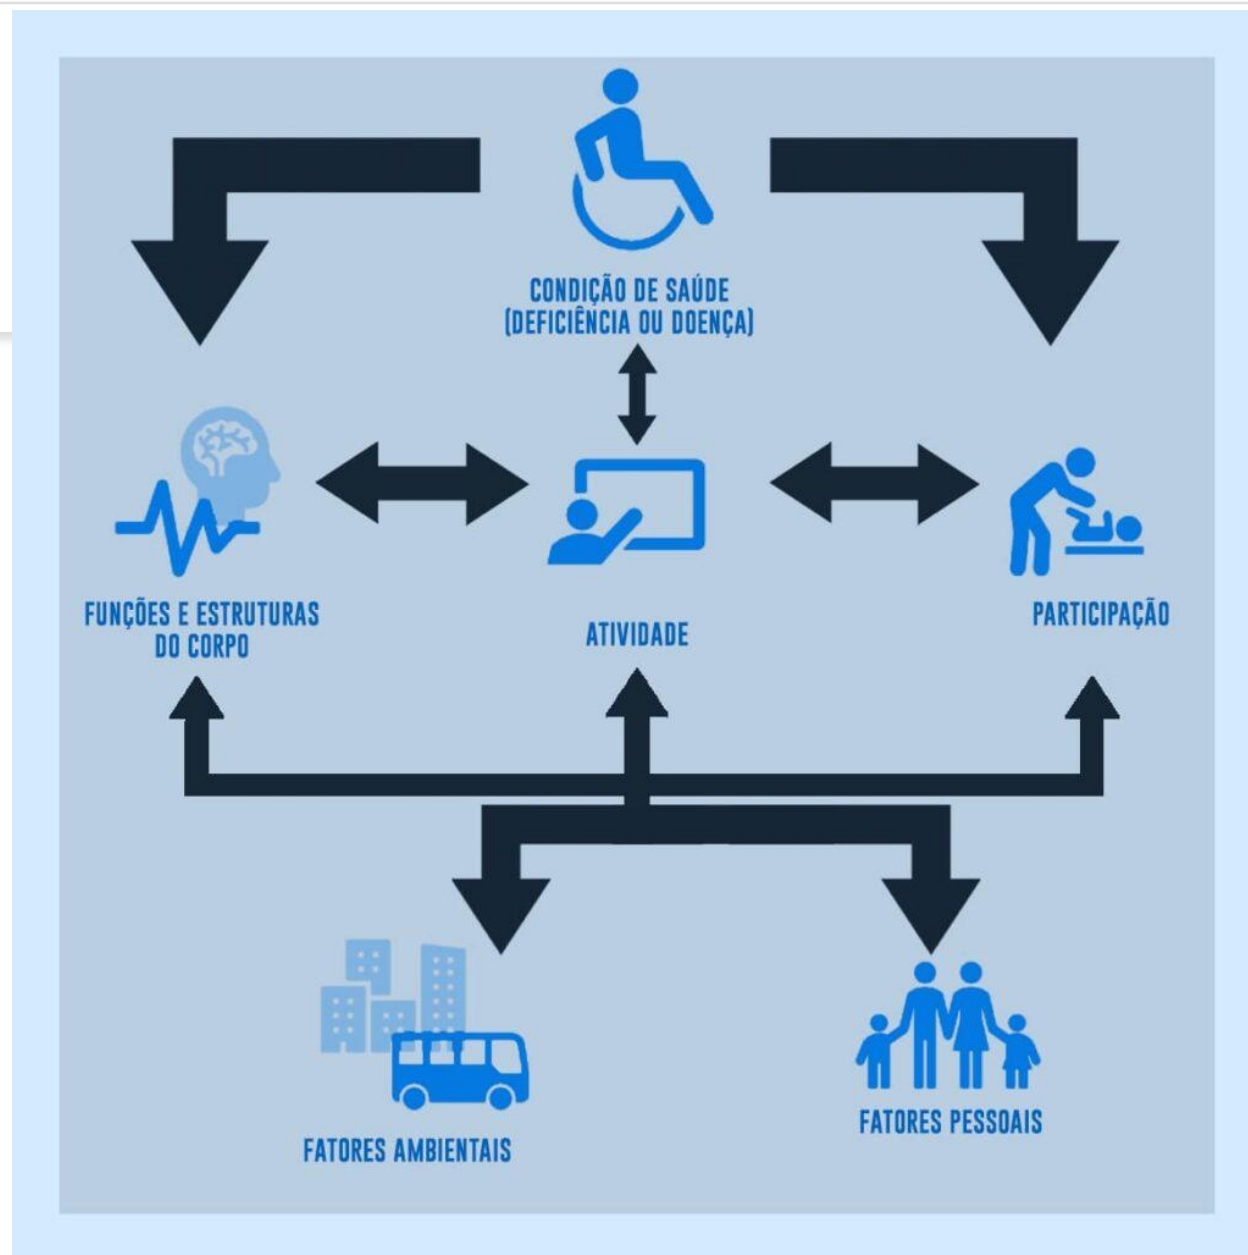 CONDIÇÃO DE SAÚDE
(DEFICIÊNCIA OU DOENÇA)
FUNÇÕES E ESTRUTURAS
DO CORPO
ATIVIDADE
PARTICIPAÇÃO
FATORES AMBIENTAIS
FATORES PESSOAIS